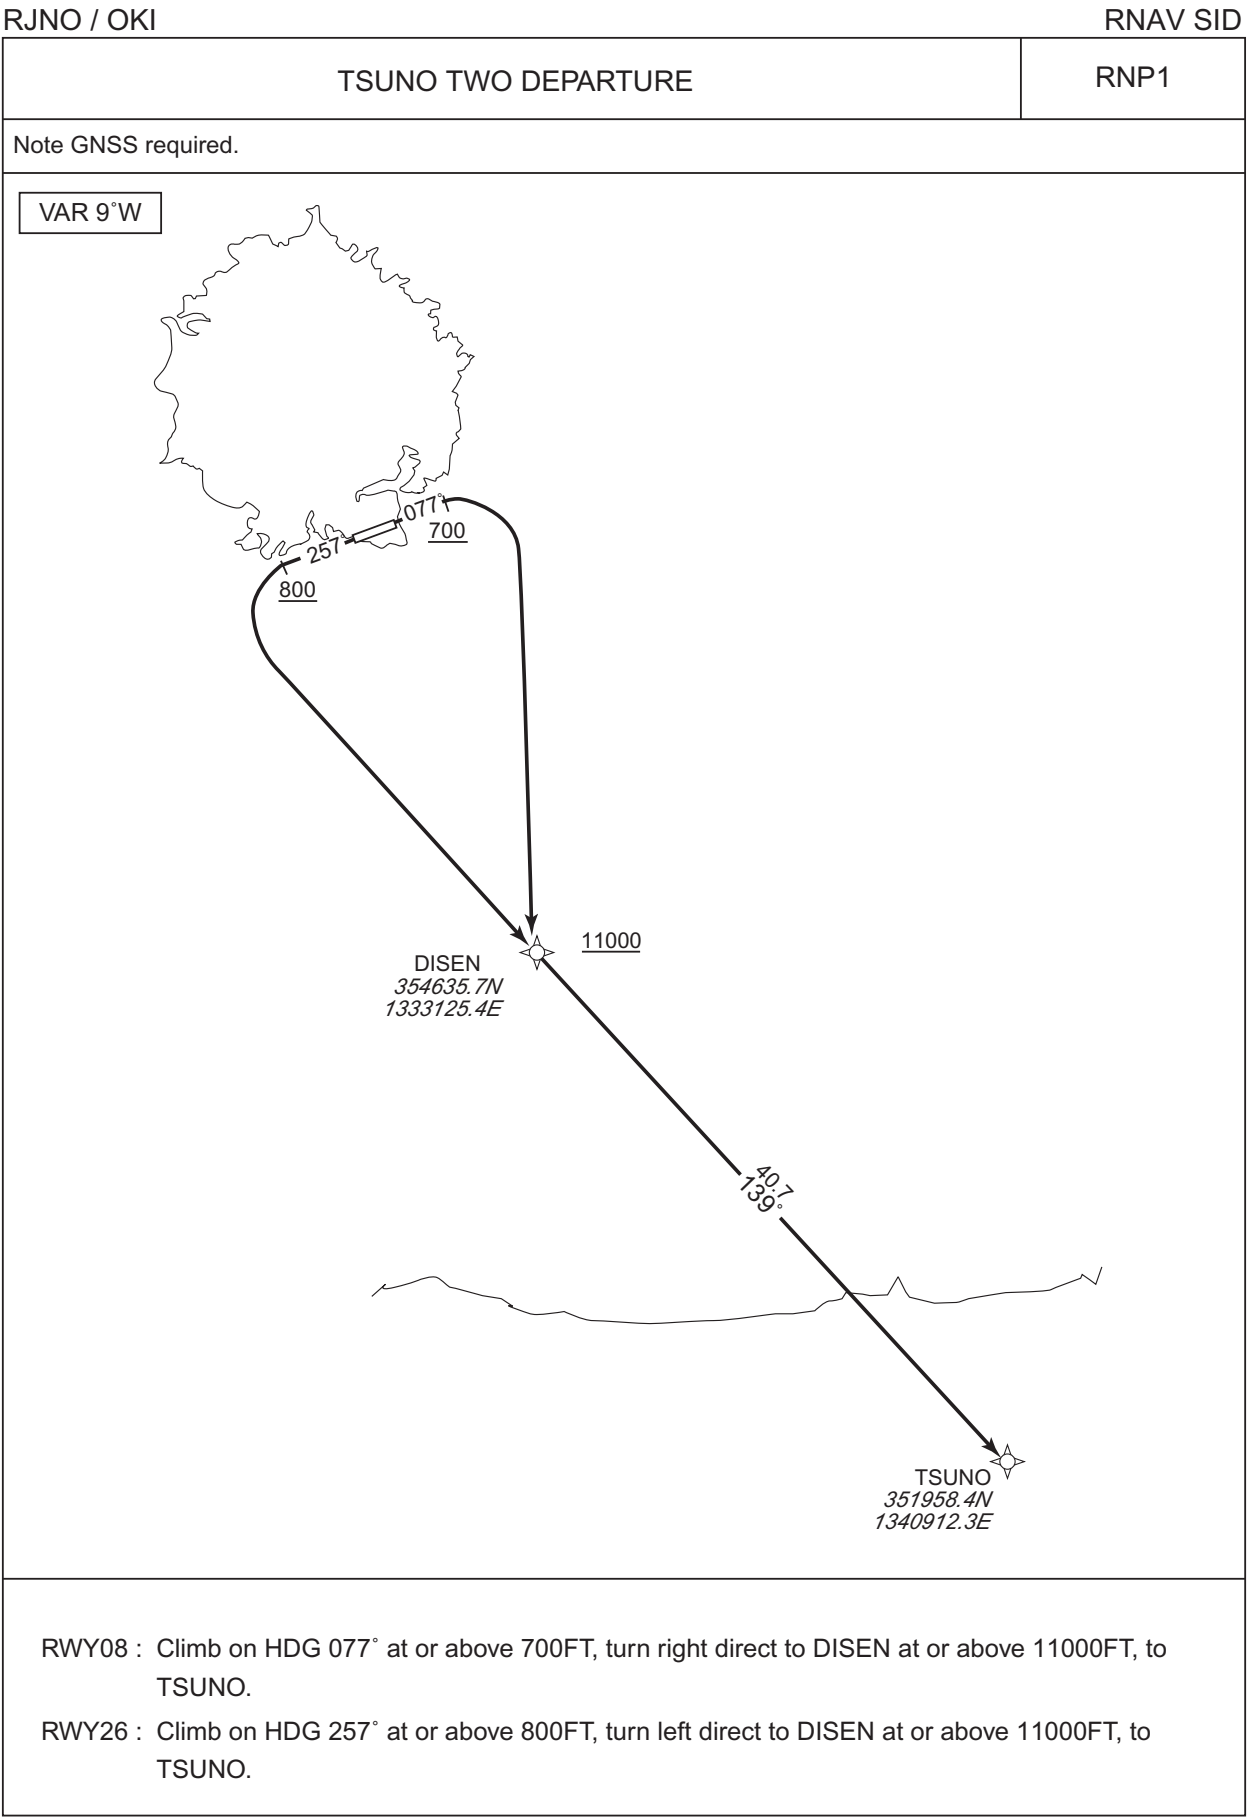 RJNO / OKI
RNAV SID
TSUNO TWO DEPARTURE
RNP1
Note GNSS required.
VAR 9°W
077°
700
257°
800
11000
DISEN
354635.7N
1333125.4E
40.7
139°
TSUNO
351958.4N
1340912.3E
RWY08 : Climb on HDG 077° at or above 700FT, turn right direct to DISEN at or above 11000FT, to
TSUNO.
RWY26 : Climb on HDG 257° at or above 800FT, turn left direct to DISEN at or above 11000FT, to
TSUNO.